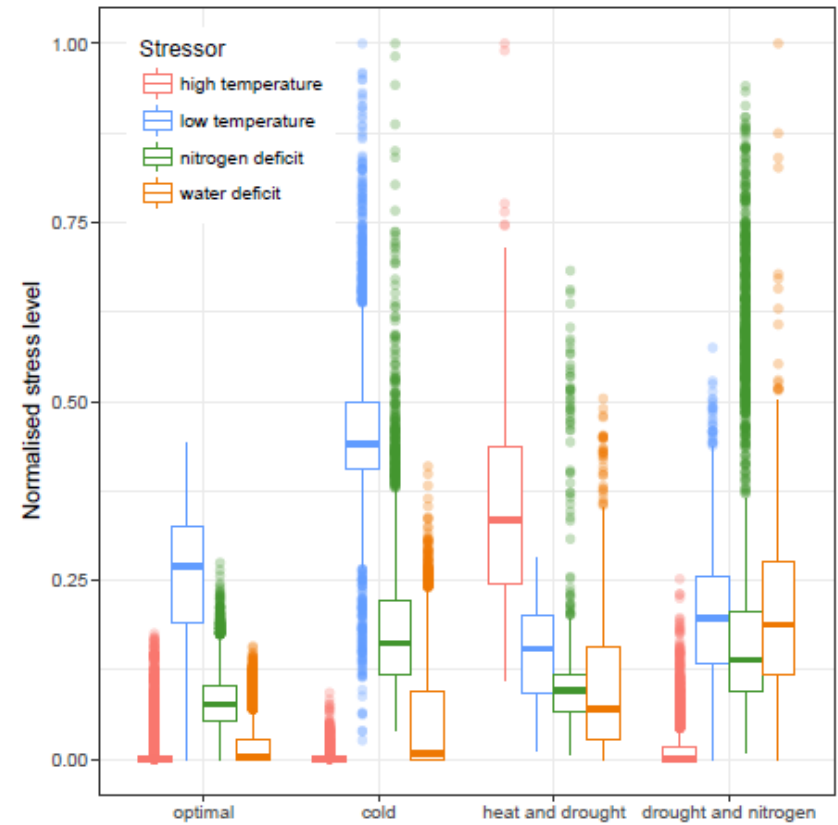 Stressor
high temperature
low temperature
nitrogen deficit
water deficit
Normalised stress level
1.00
0.75
0.50
0.25
0.00
optimal
cold
heat and drought
drought and nitrogen